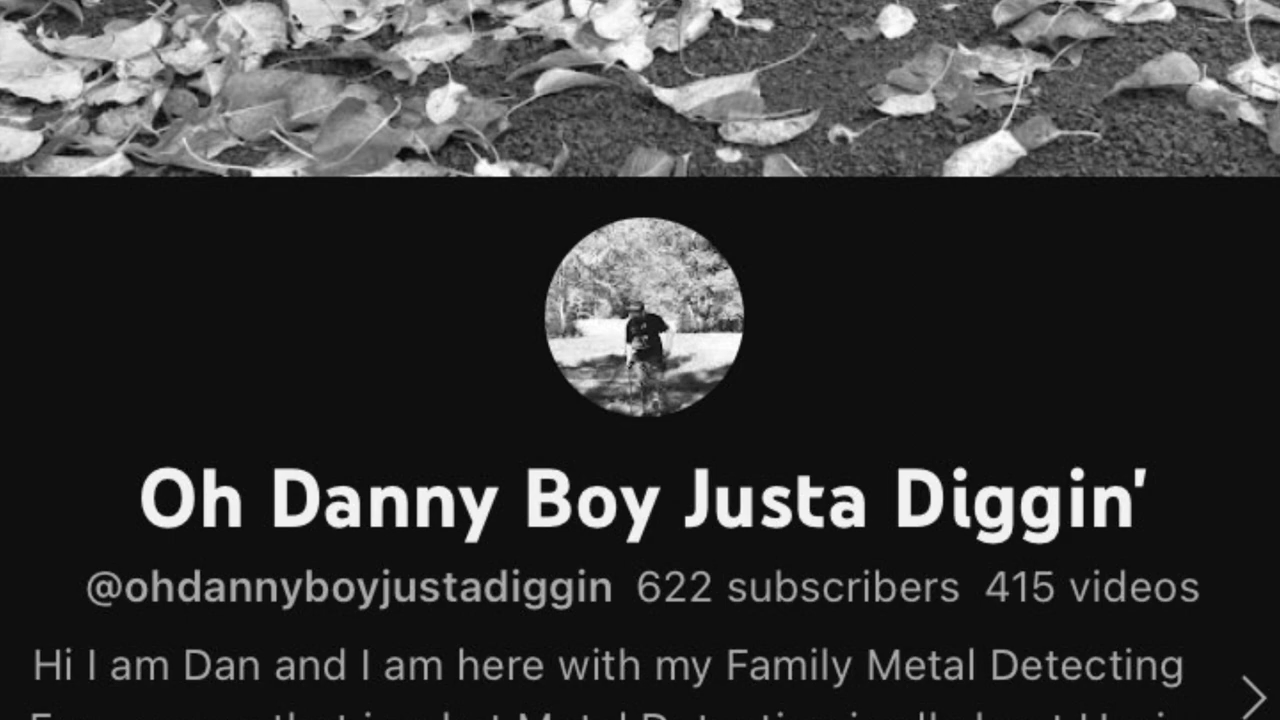 Oh Danny Boy Justa Diggin'
@ohdannyboyjustadiggin 622 subscribers 415 videos
Hi I am Dan and I am here with my Family Metal Detecting